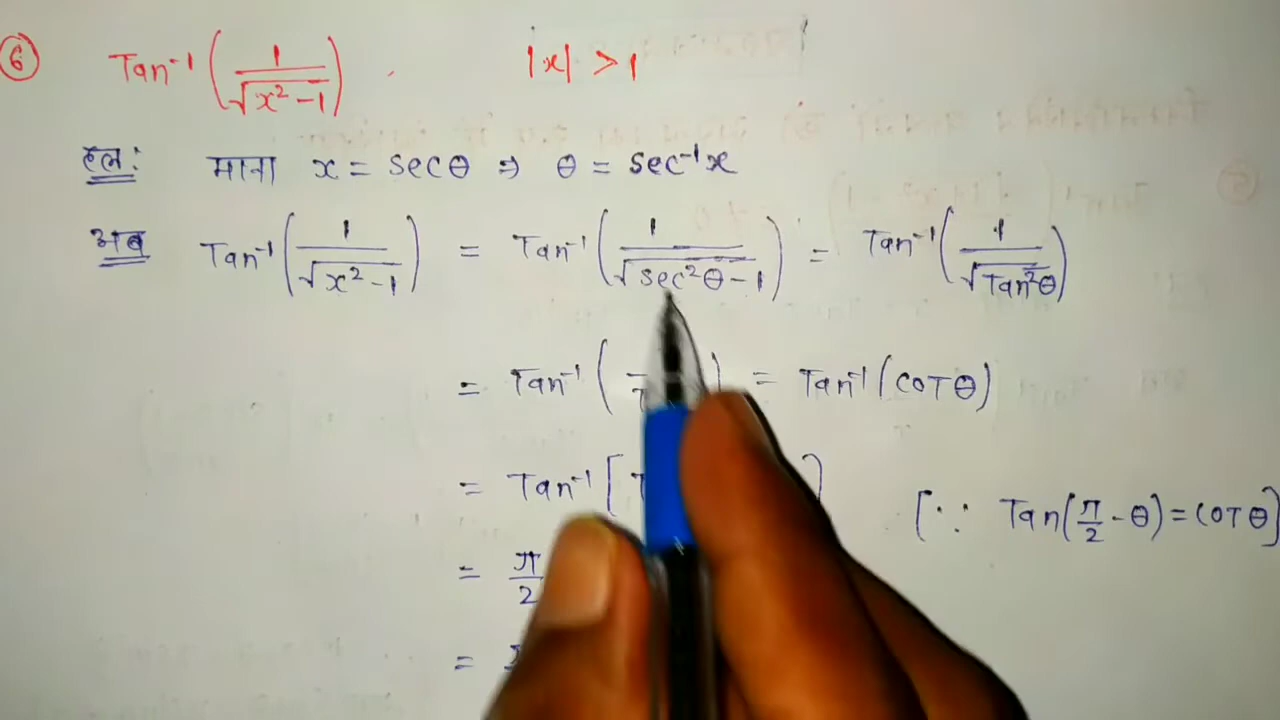 ⑥ Tan⁻¹(1/√(x²-1)) |x| > 1
हल: माना x = secθ ⇒ θ = sec⁻¹x
अब Tan⁻¹(1/√(x²-1)) = Tan⁻¹(1/√(sec²θ-1)) = Tan⁻¹(1/√(Tan²θ))
= Tan⁻¹( ) = Tan⁻¹(COTθ)
= Tan⁻¹[ ] [∵ Tan(π/2-θ)=COTθ]
= π/2
=